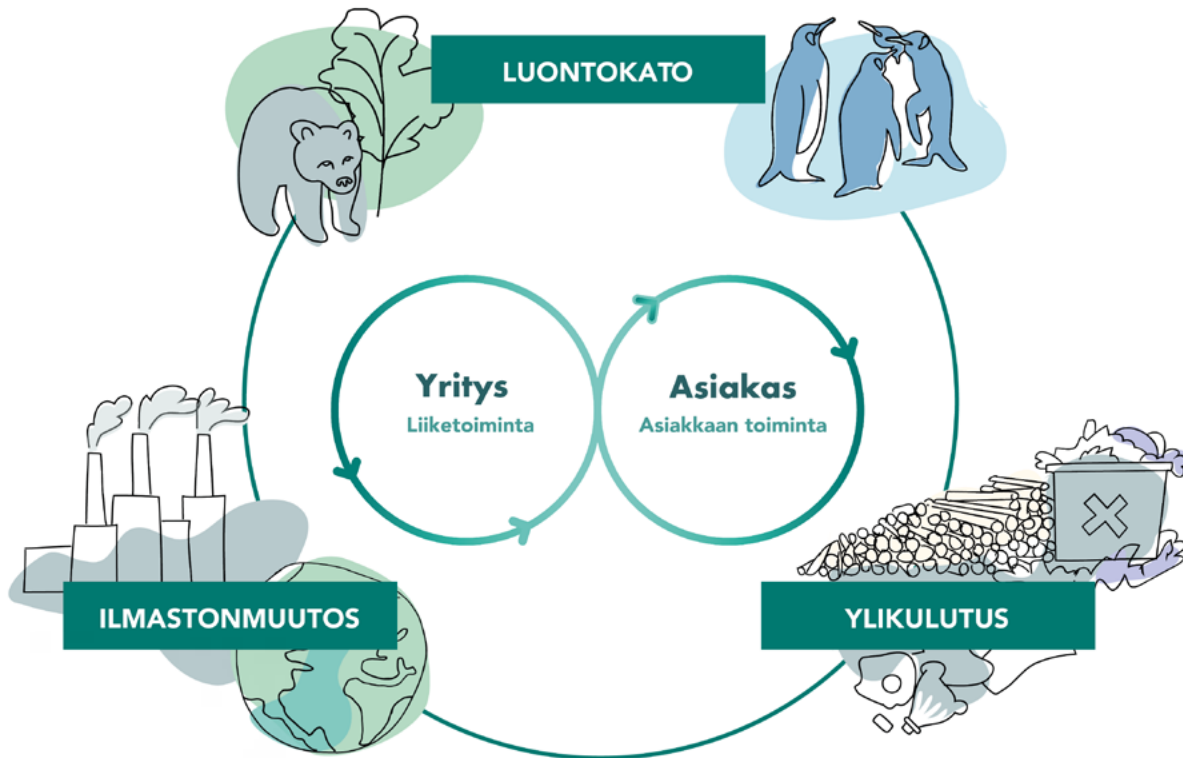 LUONTOKATO
Yritys
Liiketoiminta
Asiakas
Asiakkaan toiminta
ILMASTONMUUTOS
YLIKULUTUS